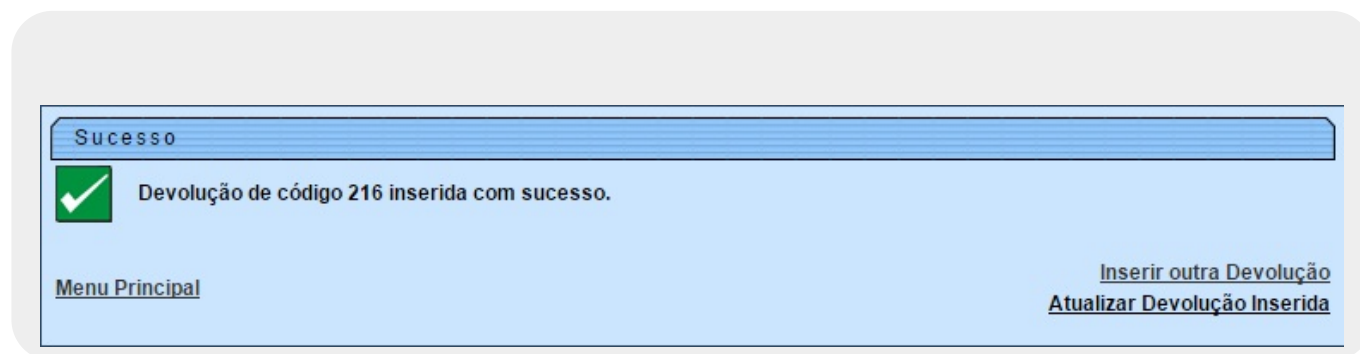 Sucesso
Devolução de código 216 inserida com sucesso.
Inserir outra Devolução
Menu Principal
Atualizar Devolução Inserida